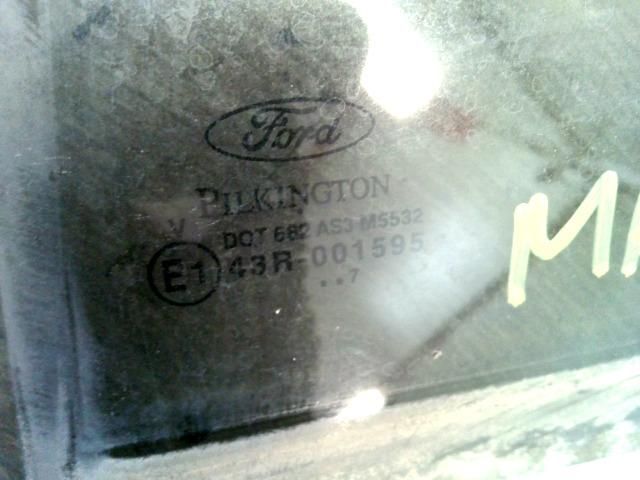 Ford
PILKINGTON
V
DOT 682 AS3 M5532
E1 43R-001595
..7